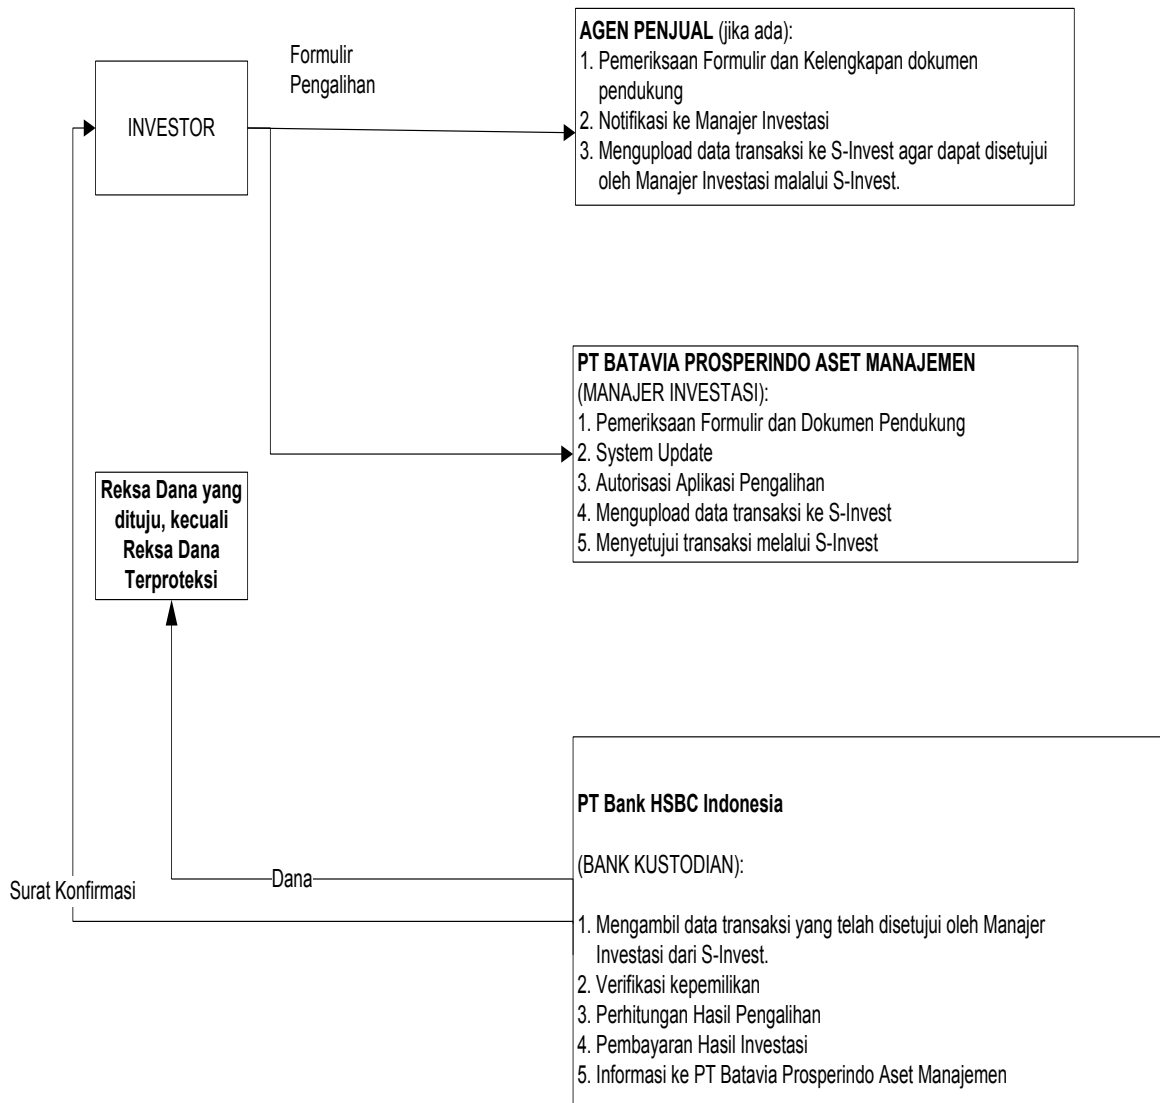 AGEN PENJUAL (jika ada):
1. Pemeriksaan Formulir dan Kelengkapan dokumen
pendukung
2. Notifikasi ke Manajer Investasi
3. Mengupload data transaksi ke S-Invest agar dapat disetujui
oleh Manajer Investasi malalui S-Invest.
Formulir
Pengalihan
INVESTOR
PT BATAVIA PROSPERINDO ASET MANAJEMEN
(MANAJER INVESTASI):
1. Pemeriksaan Formulir dan Dokumen Pendukung
2. System Update
3. Autorisasi Aplikasi Pengalihan
4. Mengupload data transaksi ke S-Invest
5. Menyetujui transaksi melalui S-Invest
Reksa Dana yang
dituju, kecuali
Reksa Dana
Terproteksi
PT Bank HSBC Indonesia
(BANK KUSTODIAN):
1. Mengambil data transaksi yang telah disetujui oleh Manajer
Investasi dari S-Invest.
2. Verifikasi kepemilikan
3. Perhitungan Hasil Pengalihan
4. Pembayaran Hasil Investasi
5. Informasi ke PT Batavia Prosperindo Aset Manajemen
Dana
Surat Konfirmasi